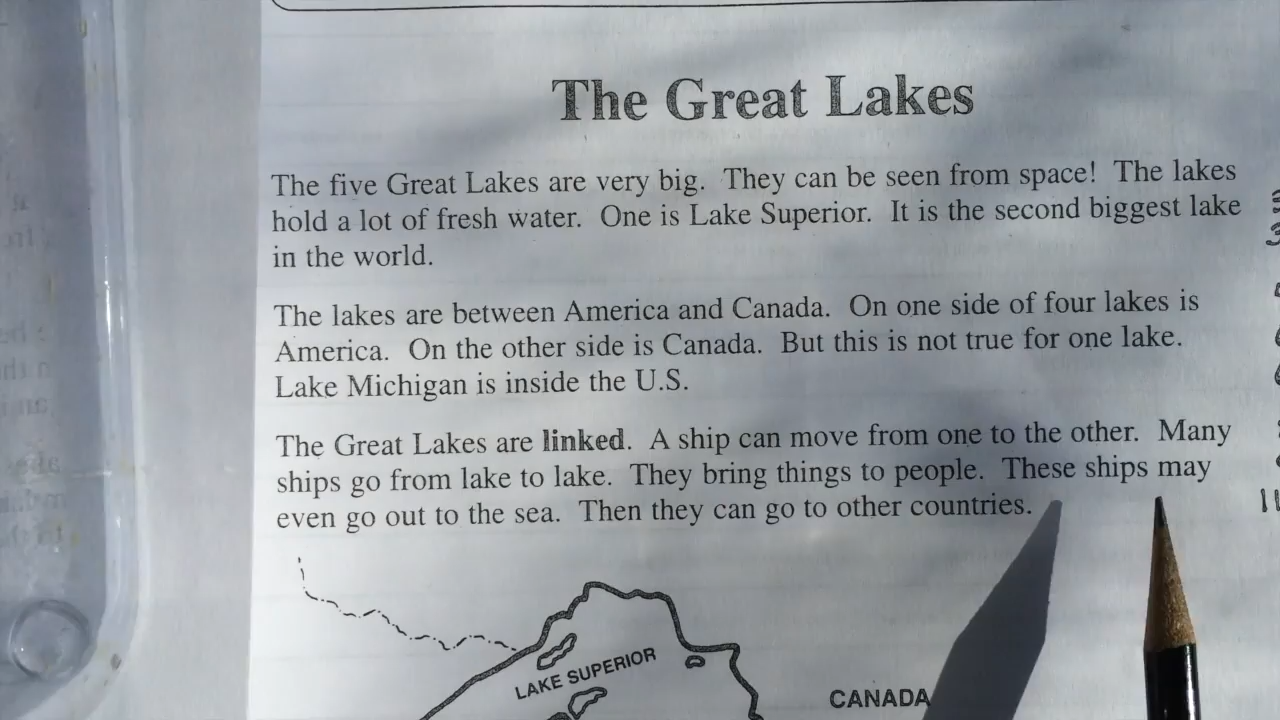 The Great Lakes
The five Great Lakes are very big. They can be seen from space! The lakes
hold a lot of fresh water. One is Lake Superior. It is the second biggest lake
in the world.
The lakes are between America and Canada. On one side of four lakes is
America. On the other side is Canada. But this is not true for one lake.
Lake Michigan is inside the U.S.
The Great Lakes are linked. A ship can move from one to the other. Many
ships go from lake to lake. They bring things to people. These ships may
even go out to the sea. Then they can go to other countries.
LAKE SUPERIOR
CANADA